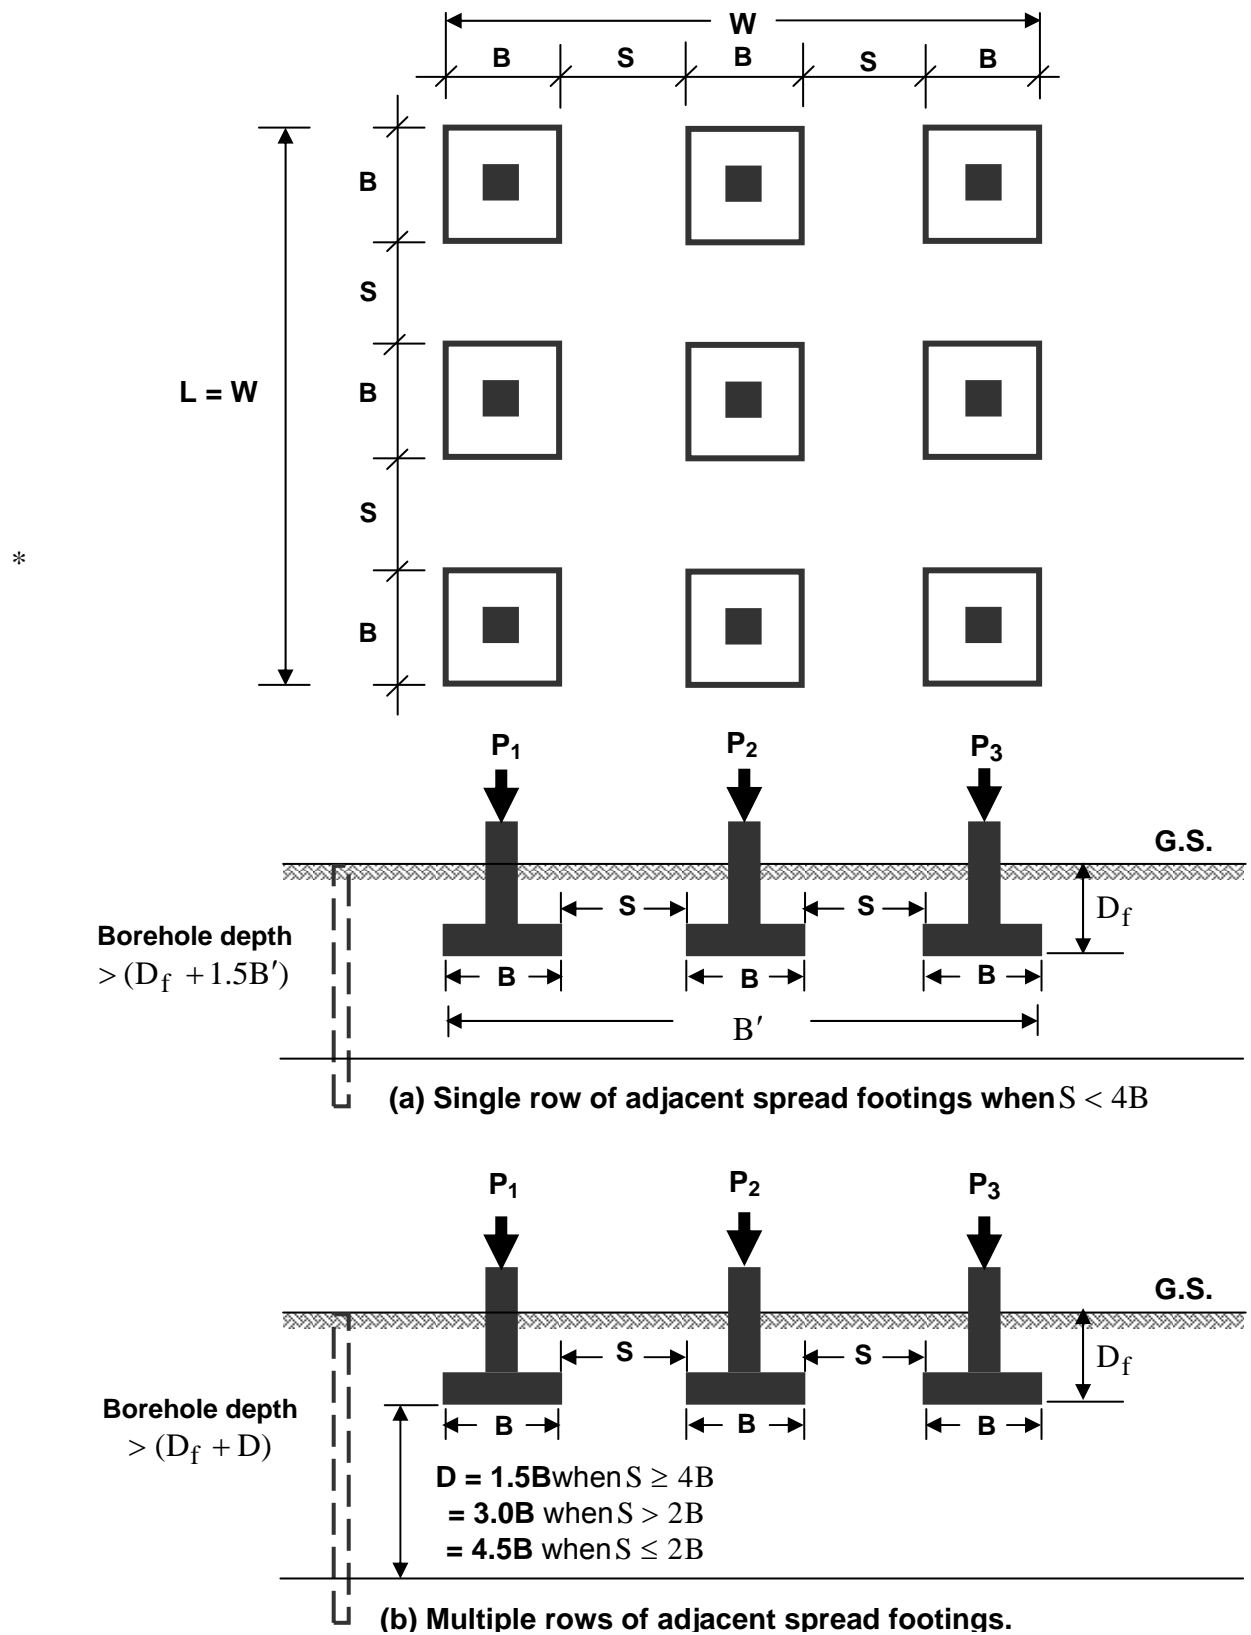 W
B S B S B
B
S
L = W B
*
S
B
P1 P2 P3
G.S.
S S Df
Borehole depth
> (Df + 1.5B′)
B B B
B′
(a) Single row of adjacent spread footings when S < 4B
P1 P2 P3
G.S.
S S Df
Borehole depth
> (Df + D)
B B B
D = 1.5B when S ≥ 4B
= 3.0B when S > 2B
= 4.5B when S ≤ 2B
(b) Multiple rows of adjacent spread footings.